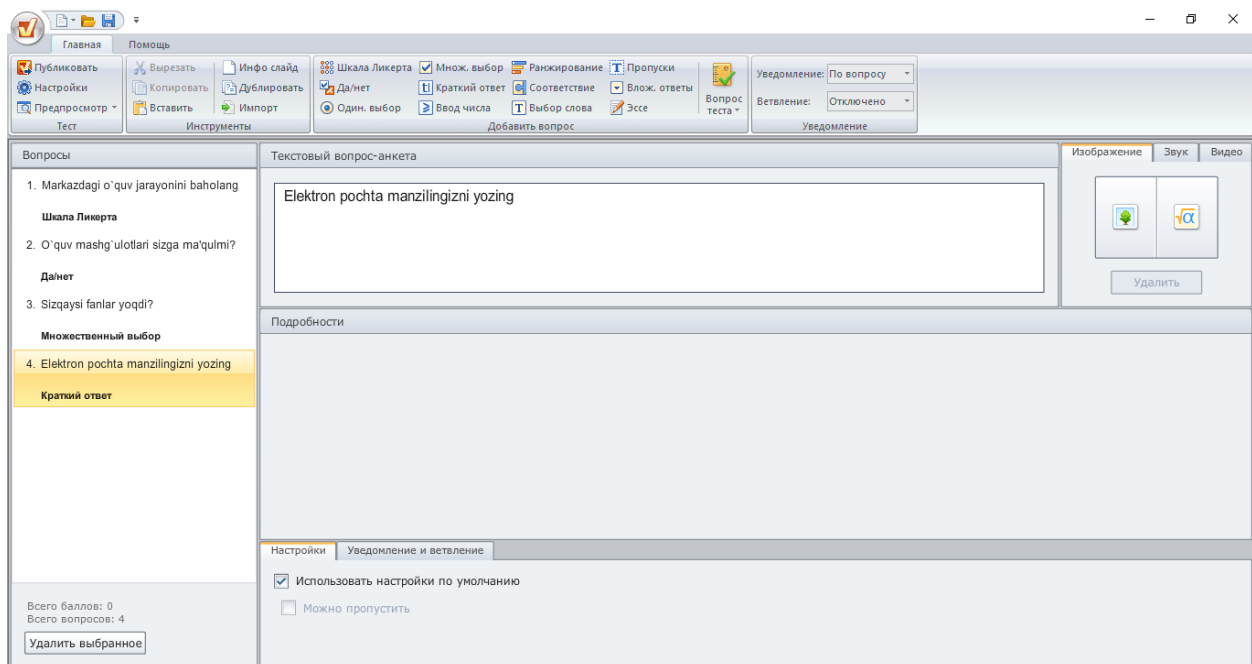 Главная Помощь
Публиковать Вырезать Инфо слайд Шкала Ликерта Множ. выбор Ранжирование Пропуски Уведомление: По вопросу
Настройки Копировать Дублировать Да/нет Краткий ответ Соответствие Влож. ответы Вопрос теста
Предпросмотр Вставить Импорт Один. выбор Ввод числа Выбор слова Эссе Ветвление: Отключено
Тест Инструменты Добавить вопрос Уведомление
Вопросы
1. Markazdagi o`quv jarayonini baholang
Шкала Ликерта
2. O`quv mashg`ulotlari sizga ma'qulmi?
Да/нет
3. Sizqaysi fanlar yoqdi?
Множественный выбор
4. Elektron pochta manzilingizni yozing
Краткий ответ
Всего баллов: 0
Всего вопросов: 4
Удалить выбранное
Текстовый вопрос-анкета
Elektron pochta manzilingizni yozing
Изображение Звук Видео
√α
Удалить
Подробности
Настройки Уведомление и ветвление
Использовать настройки по умолчанию
Можно пропустить